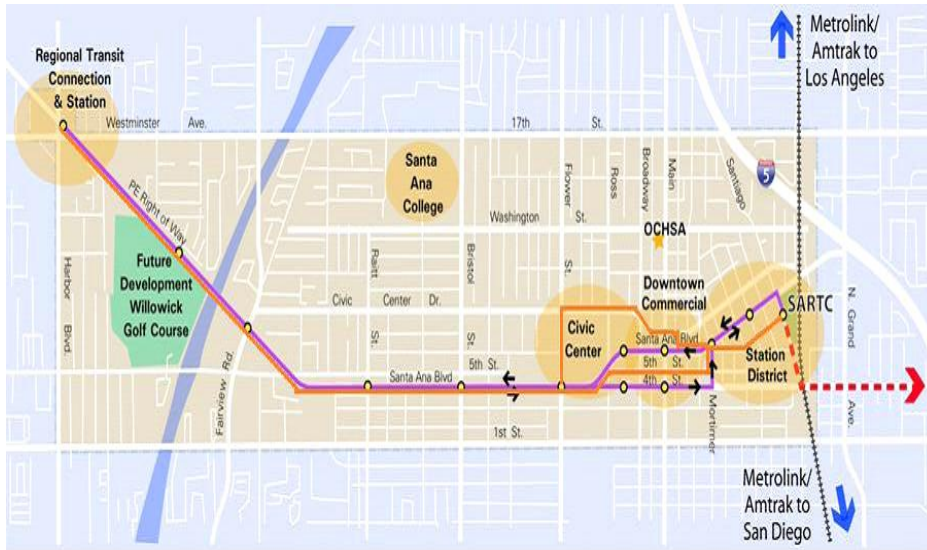 Metrolink/
Amtrak to
Los Angeles
Regional Transit
Connection
& Station
Westminster Ave.
17th St.
Santa
Ana
College
Flower
St.
Ross
Broadway
Main
Santiago
5
PE Right of Way
Washington St.
OCHSA
Harbor
Blvd.
Future
Development
Willowick
Golf Course
Raitt
St.
Bristol
St.
Civic Center Dr.
Downtown
Commercial
SARTC
N. Grand
Ave.
Civic
Center
Santa Ana Blvd
5th St.
5th St.
4th St.
Station
District
Santa Ana Blvd
Fairview Rd.
1st St.
Mortimer
Metrolink/
Amtrak to
San Diego